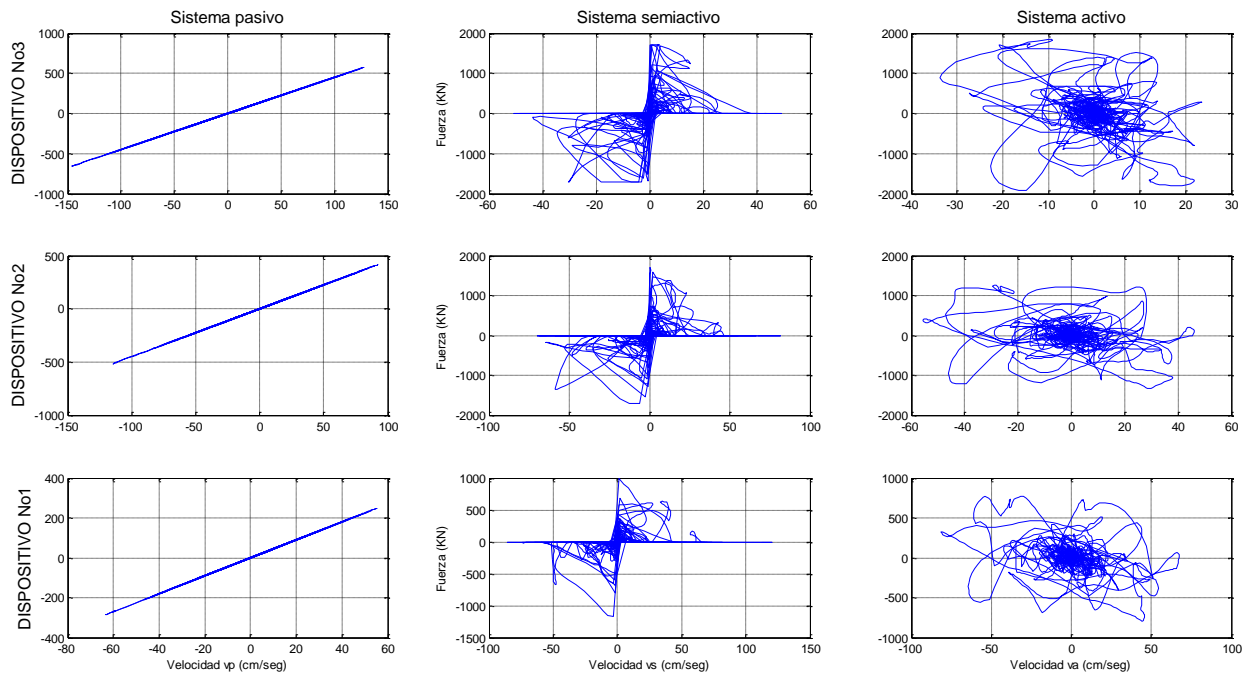 Sistema pasivo
Sistema semiactivo
Sistema activo
DISPOSITIVO No3
1000
500
0
-500
-1000
-150 -100 -50 0 50 100 150
Fuerza (KN)
2000
1000
0
-1000
-2000
-60 -40 -20 0 20 40 60
2000
1000
0
-1000
-2000
-40 -30 -20 -10 0 10 20 30
DISPOSITIVO No2
500
0
-500
-1000
-150 -100 -50 0 50 100
Fuerza (KN)
2000
1000
0
-1000
-2000
-100 -50 0 50 100
2000
1000
0
-1000
-2000
-60 -40 -20 0 20 40 60
DISPOSITIVO No1
400
200
0
-200
-400
-80 -60 -40 -20 0 20 40 60
Velocidad vp (cm/seg)
Fuerza (KN)
1000
500
0
-500
-1000
-1500
-100 -50 0 50 100 150
Velocidad vs (cm/seg)
1000
500
0
-500
-1000
-100 -50 0 50 100
Velocidad va (cm/seg)